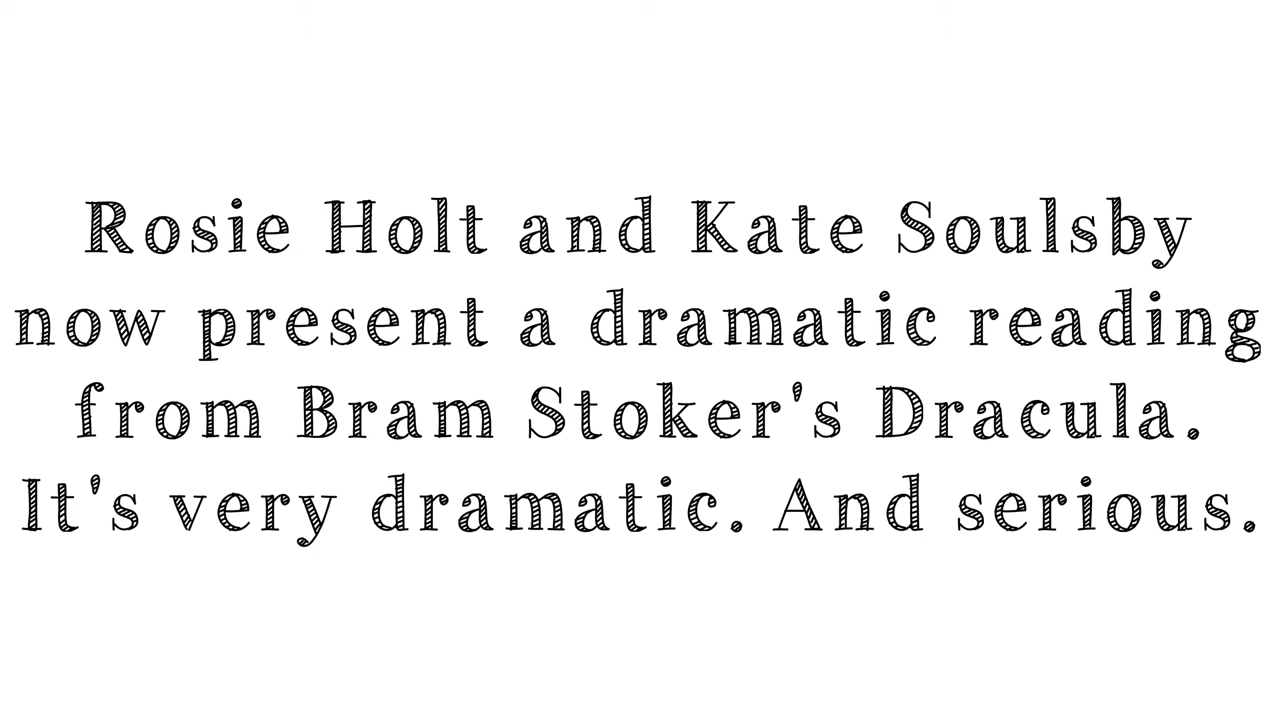 Rosie Holt and Kate Soulsby
now present a dramatic reading
from Bram Stoker's Dracula.
It's very dramatic. And serious.